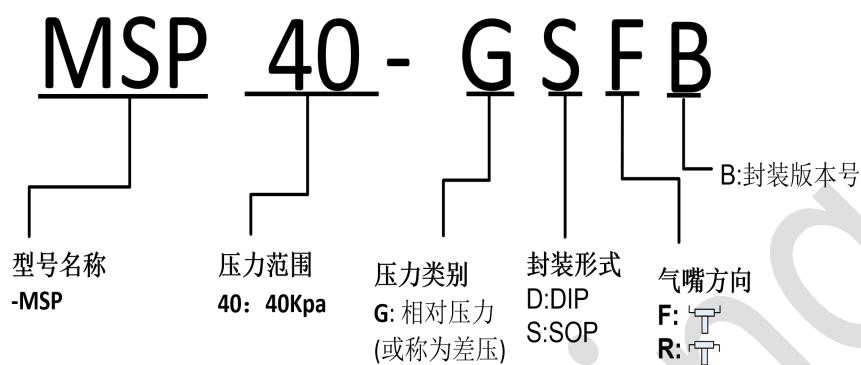 MSP 40 - G S F B
B:封装版本号
型号名称
-MSP
压力范围
40：40Kpa
压力类别
G: 相对压力
(或称为差压)
封装形式
D:DIP
S:SOP
气嘴方向
F:
R: